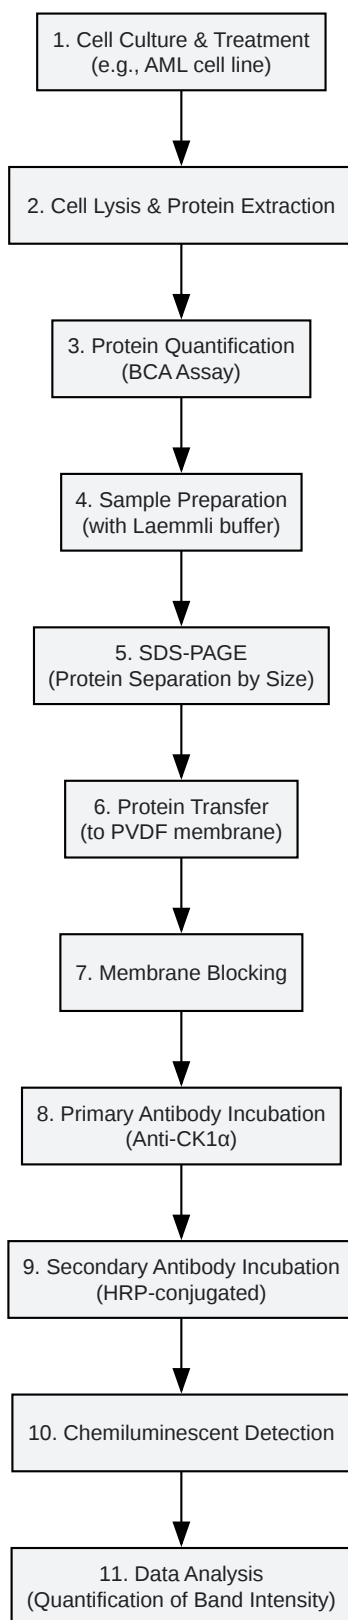 1. Cell Culture & Treatment
(e.g., AML cell line)
2. Cell Lysis & Protein Extraction
3. Protein Quantification
(BCA Assay)
4. Sample Preparation
(with Laemmli buffer)
5. SDS-PAGE
(Protein Separation by Size)
6. Protein Transfer
(to PVDF membrane)
7. Membrane Blocking
8. Primary Antibody Incubation
(Anti-CK1α)
9. Secondary Antibody Incubation
(HRP-conjugated)
10. Chemiluminescent Detection
11. Data Analysis
(Quantification of Band Intensity)